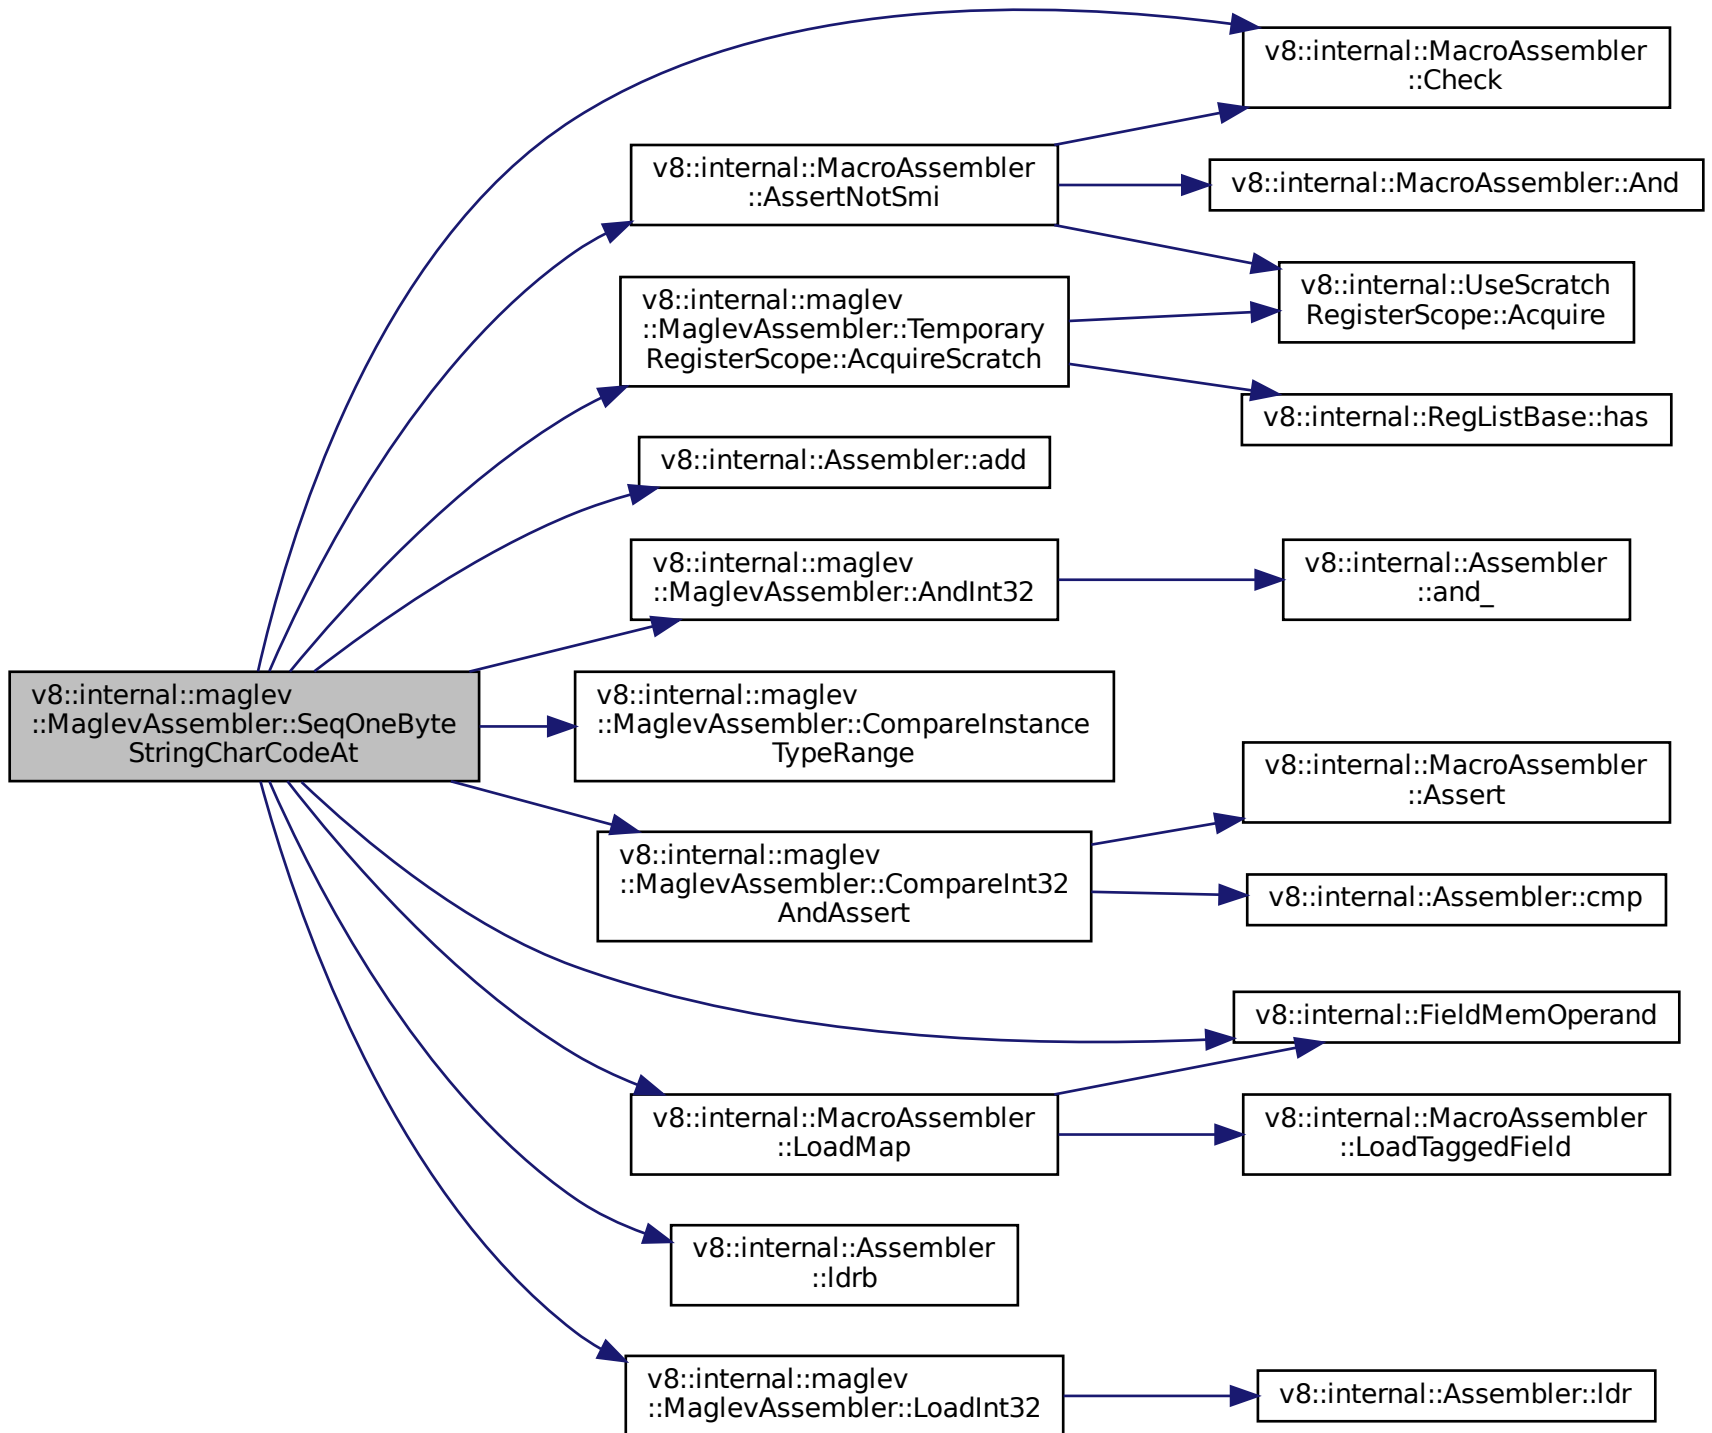 v8::internal::maglev
::MaglevAssembler::SeqOneByte
StringCharCodeAt
v8::internal::MacroAssembler
::Check
v8::internal::MacroAssembler
::AssertNotSmi
v8::internal::MacroAssembler::And
v8::internal::UseScratch
RegisterScope::Acquire
v8::internal::maglev
::MaglevAssembler::Temporary
RegisterScope::AcquireScratch
v8::internal::RegListBase::has
v8::internal::Assembler::add
v8::internal::maglev
::MaglevAssembler::AndInt32
v8::internal::Assembler
::and_
v8::internal::maglev
::MaglevAssembler::CompareInstance
TypeRange
v8::internal::maglev
::MaglevAssembler::CompareInt32
AndAssert
v8::internal::MacroAssembler
::Assert
v8::internal::Assembler::cmp
v8::internal::FieldMemOperand
v8::internal::MacroAssembler
::LoadMap
v8::internal::MacroAssembler
::LoadTaggedField
v8::internal::Assembler
::ldrb
v8::internal::maglev
::MaglevAssembler::LoadInt32
v8::internal::Assembler::ldr